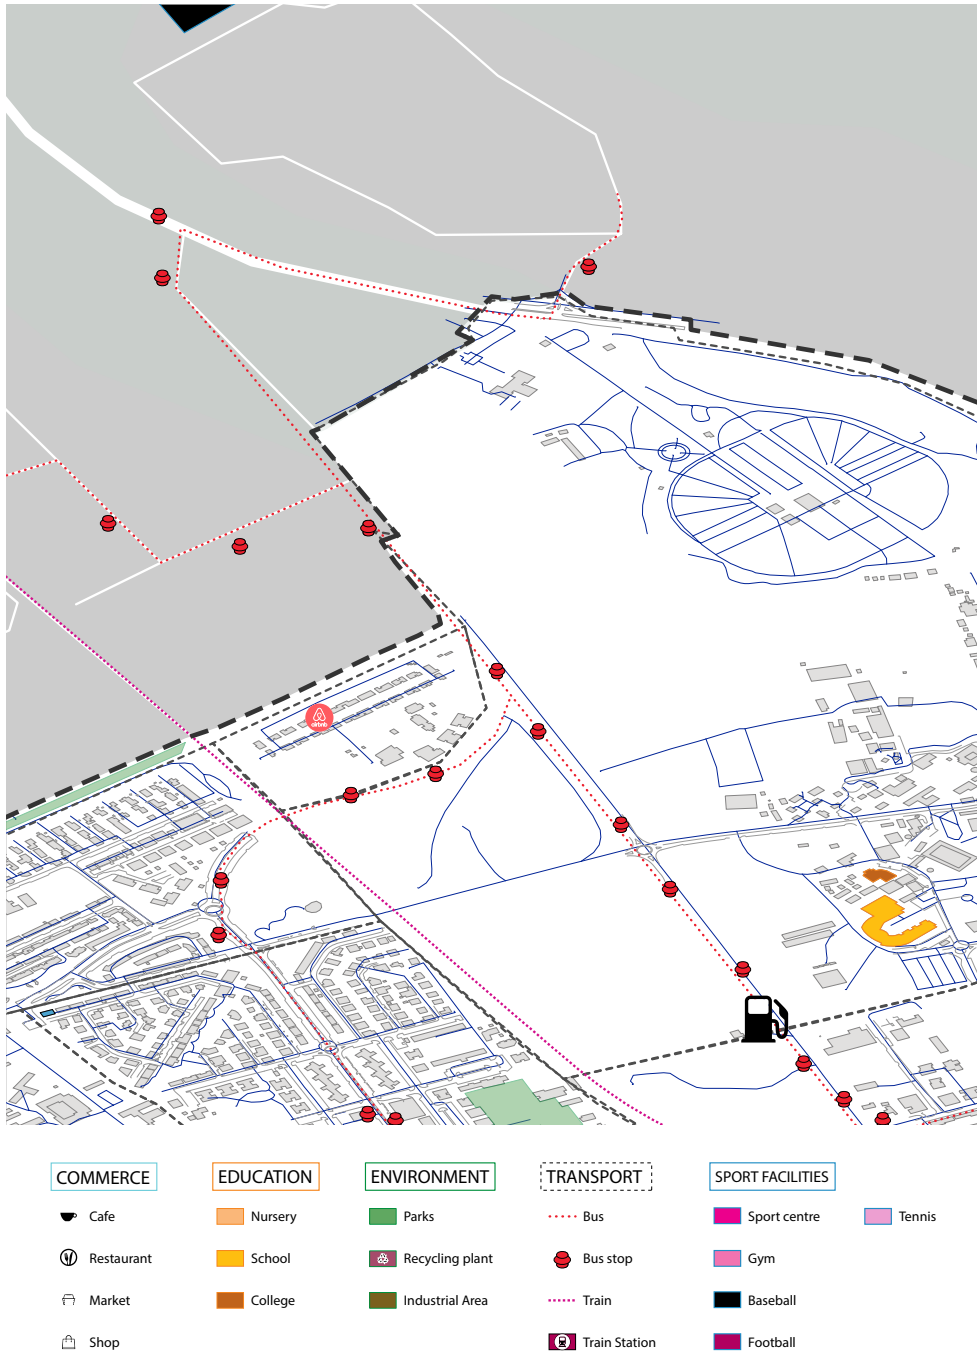 airbnb
COMMERCE
Cafe
Restaurant
Market
Shop
EDUCATION
Nursery
School
College
ENVIRONMENT
Parks
Recycling plant
Industrial Area
TRANSPORT
Bus
Bus stop
Train
Train Station
SPORT FACILITIES
Sport centre
Gym
Baseball
Football
Tennis